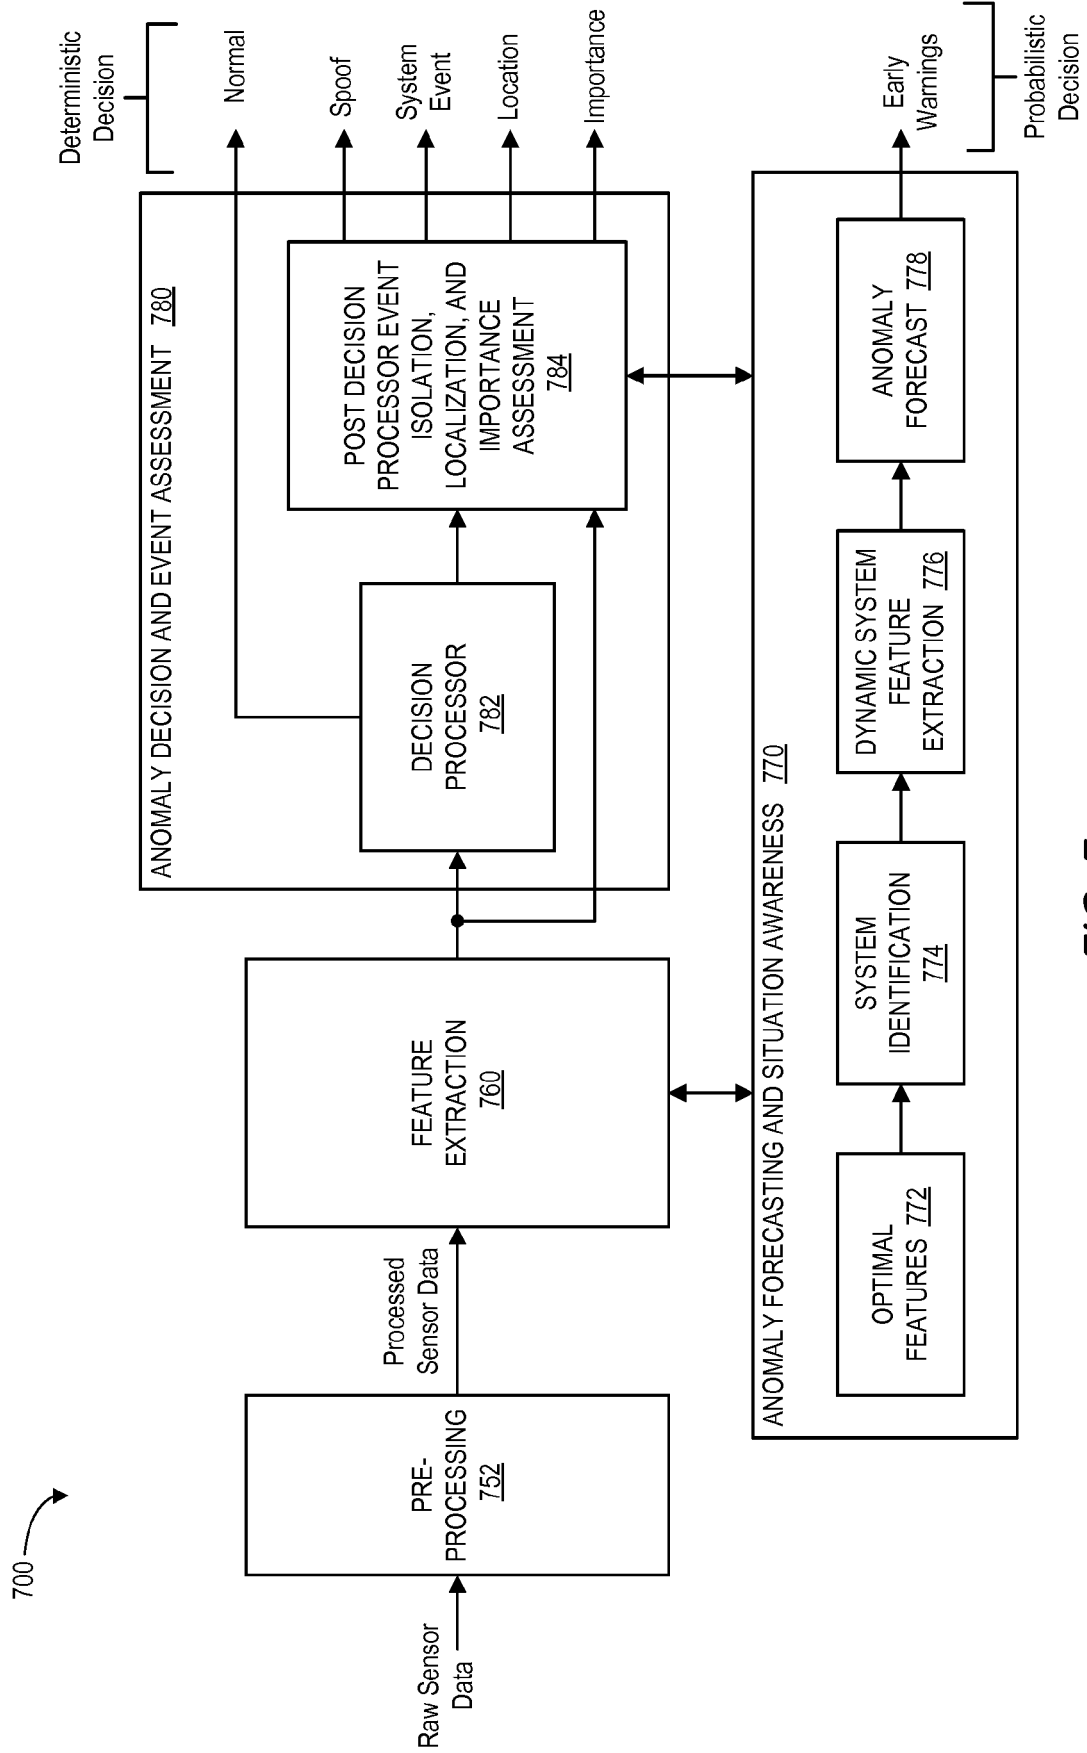 700
Raw Sensor
Data
PRE-
PROCESSING
752
Processed
Sensor Data
FEATURE
EXTRACTION
760
ANOMALY DECISION AND EVENT ASSESSMENT 780
DECISION
PROCESSOR
782
POST DECISION
PROCESSOR EVENT
ISOLATION,
LOCALIZATION, AND
IMPORTANCE
ASSESSMENT
784
Deterministic
Decision
Normal
Spoof
System
Event
Location
Importance
ANOMALY FORECASTING AND SITUATION AWARENESS 770
OPTIMAL
FEATURES 772
SYSTEM
IDENTIFICATION
774
DYNAMIC SYSTEM
FEATURE
EXTRACTION 776
ANOMALY
FORECAST 778
Early
Warnings
Probabilistic
Decision